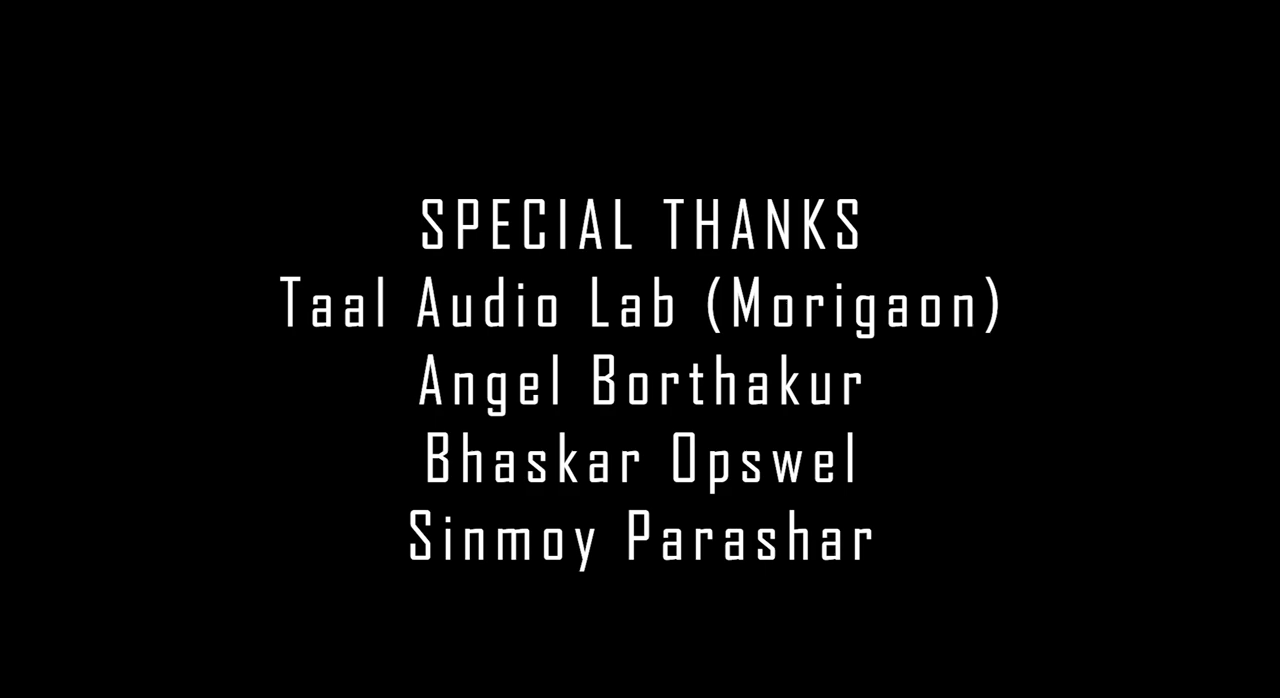 SPECIAL THANKS
Taal Audio Lab (Morigaon)
Angel Borthakur
Bhaskar Opswel
Sinmoy Parashar